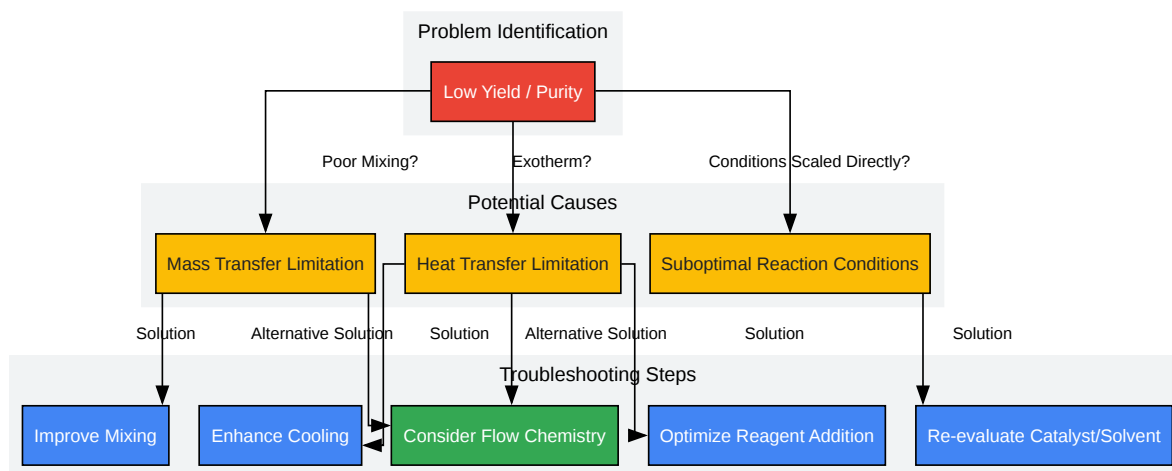 Problem Identification
Low Yield / Purity
Poor Mixing?
Exotherm?
Conditions Scaled Directly?
Potential Causes
Mass Transfer Limitation
Heat Transfer Limitation
Suboptimal Reaction Conditions
Solution
Alternative Solution
Solution
Alternative Solution
Solution
Solution
Troubleshooting Steps
Improve Mixing
Enhance Cooling
Consider Flow Chemistry
Optimize Reagent Addition
Re-evaluate Catalyst/Solvent